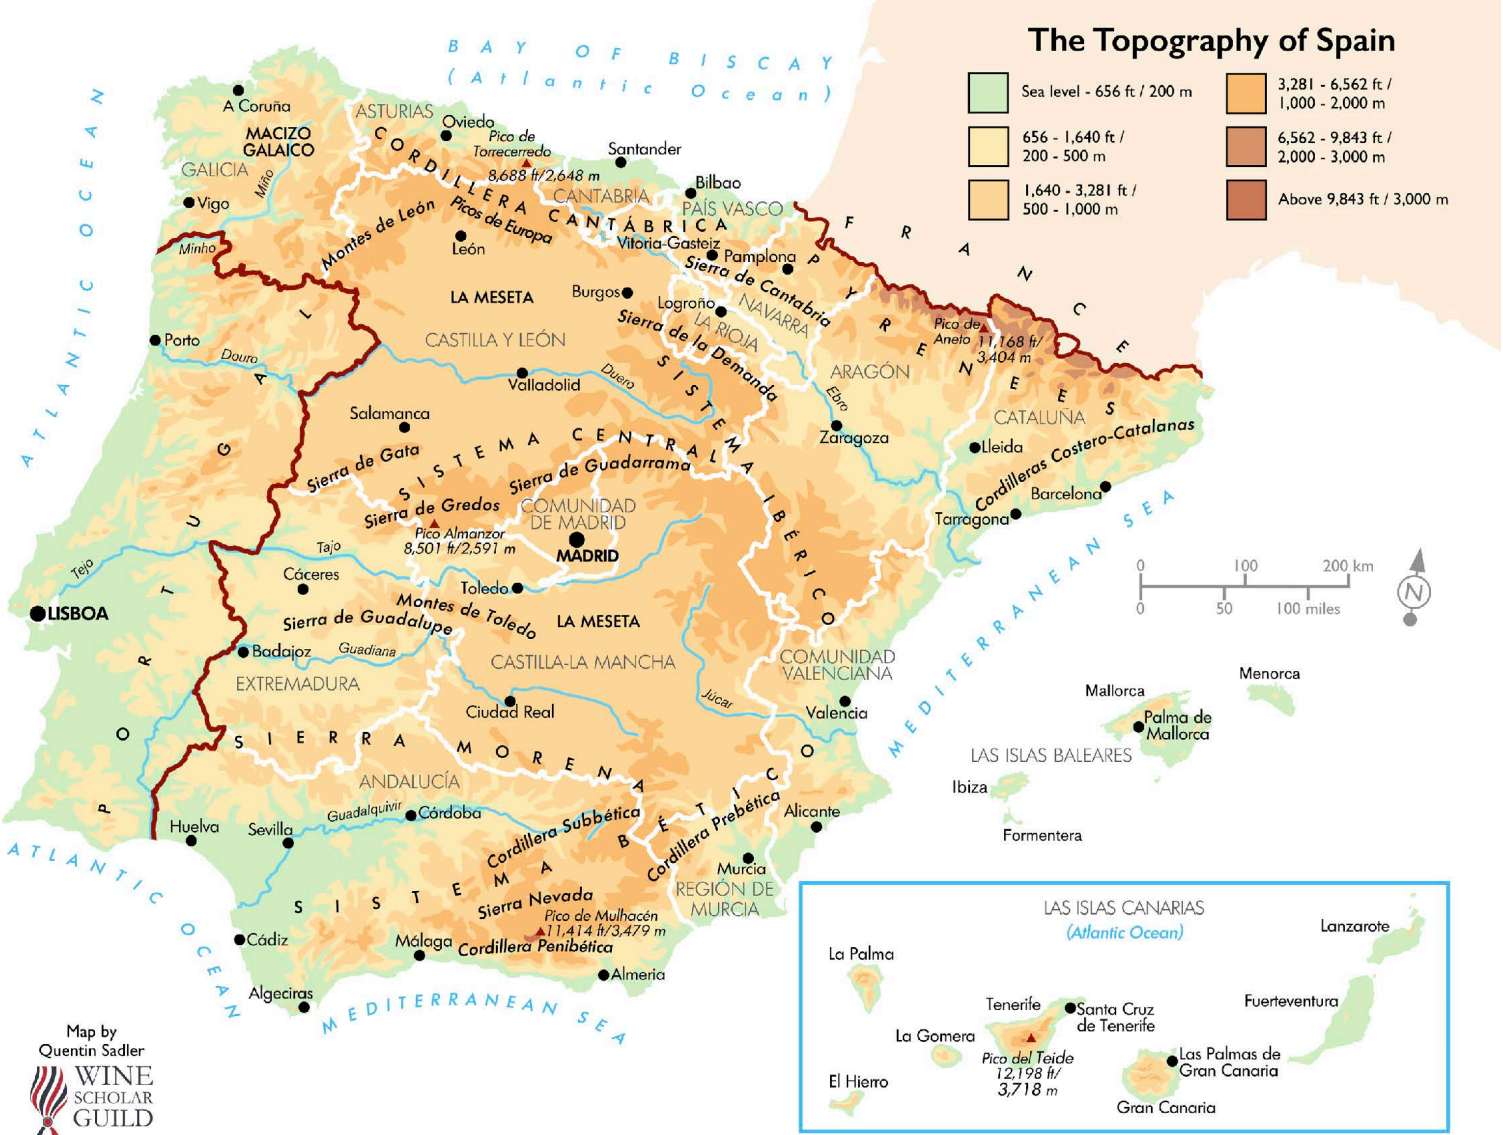 The Topography of Spain
Sea level - 656 ft / 200 m
656 - 1,640 ft /
200 - 500 m
1,640 - 3,281 ft /
500 - 1,000 m
3,281 - 6,562 ft /
1,000 - 2,000 m
6,562 - 9,843 ft /
2,000 - 3,000 m
Above 9,843 ft / 3,000 m
BAY OF BISCAY
(Atlantic Ocean)
ATLANTIC OCEAN
A Coruña
MACIZO
GALAICO
GALICIA
Miño
Vigo
Minho
ASTURIAS
Oviedo
Pico de
Torrecerredo
8,688 ft/2,648 m
CORDILLERA CANTÁBRICA
Santander
CANTABRIA
Bilbao
PAÍS VASCO
Montes de León
Picos de Europa
León
Vitoria-Gasteiz
Pamplona
Sierra de Cantabria
LA MESETA
Burgos
Logroño
NAVARRA
LA RIOJA
Sierra de la Demanda
CASTILLA Y LEÓN
FRANCE
PYRENEES
Pico de
Aneto
11,168 ft/
3,404 m
ARAGÓN
Porto
Douro
PORTUGAL
Valladolid
Duero
SISTEMA IBÉRICO
Ebro
Zaragoza
CATALUÑA
Lleida
Cordilleras Costero-Catalanas
Barcelona
Tarragona
Salamanca
SISTEMA CENTRAL
Sierra de Gata
Sierra de Guadarrama
Sierra de Gredos
Pico Almanzor
8,501 ft/2,591 m
COMUNIDAD
DE MADRID
MADRID
MEDITERRANEAN SEA
0 100 200 km
0 50 100 miles
N
Tejo
LISBOA
Tajo
Cáceres
Toledo
Montes de Toledo
Sierra de Guadalupe
LA MESETA
Badajoz
Guadiana
EXTREMADURA
CASTILLA-LA MANCHA
COMUNIDAD
VALENCIANA
Júcar
Ciudad Real
Valencia
Menorca
Mallorca
Palma de
Mallorca
LAS ISLAS BALEARES
Ibiza
Formentera
SIERRA MORENA
ANDALUCÍA
Guadalquivir
Córdoba
Huelva
Sevilla
Cordillera Subbética
SISTEMA BÉTICO
Cordillera Prebética
Alicante
Murcia
REGIÓN DE
MURCIA
Sierra Nevada
Pico de Mulhacén
11,414 ft/3,479 m
Cordillera Penibética
ATLANTIC OCEAN
Cádiz
Málaga
Almeria
Algeciras
MEDITERRANEAN SEA
LAS ISLAS CANARIAS
(Atlantic Ocean)
Lanzarote
La Palma
Tenerife
Santa Cruz
de Tenerife
Fuerteventura
La Gomera
Pico del Teide
12,198 ft/
3,718 m
Las Palmas de
Gran Canaria
El Hierro
Gran Canaria
Map by
Quentin Sadler
WINE
SCHOLAR
GUILD